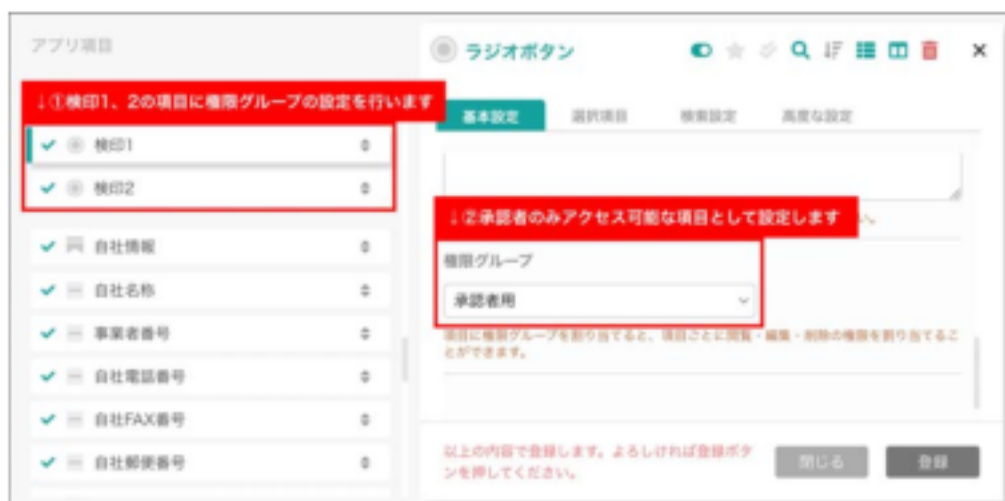 アプリ項目
↓①検印1、2の項目に権限グループの設定を行います
検印1
検印2
自社情報
自社名称
事業者番号
自社電話番号
自社FAX番号
自社郵便番号
ラジオボタン
基本設定 選択項目 検索設定 高度な設定
↓②承認者のみアクセス可能な項目として設定します
権限グループ
承認者用
項目に権限グループを割り当てると、項目ごとに閲覧・編集・削除の権限を割り当てるこ
とができます。
以上の内容で登録します。よろしければ登録ボタ
ンを押してください。
閉じる 登録